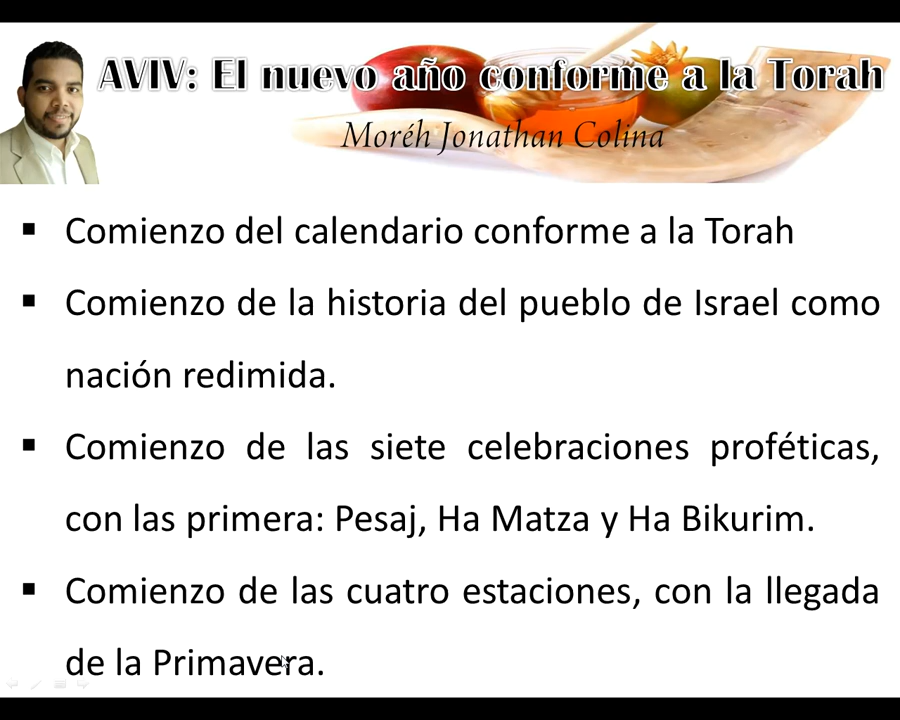 AVIV: El nuevo año conforme a la Torah
Moréh Jonathan Colina
▪ Comienzo del calendario conforme a la Torah
▪ Comienzo de la historia del pueblo de Israel como
nación redimida.
▪ Comienzo de las siete celebraciones proféticas,
con las primera: Pesaj, Ha Matza y Ha Bikurim.
▪ Comienzo de las cuatro estaciones, con la llegada
de la Primavera.